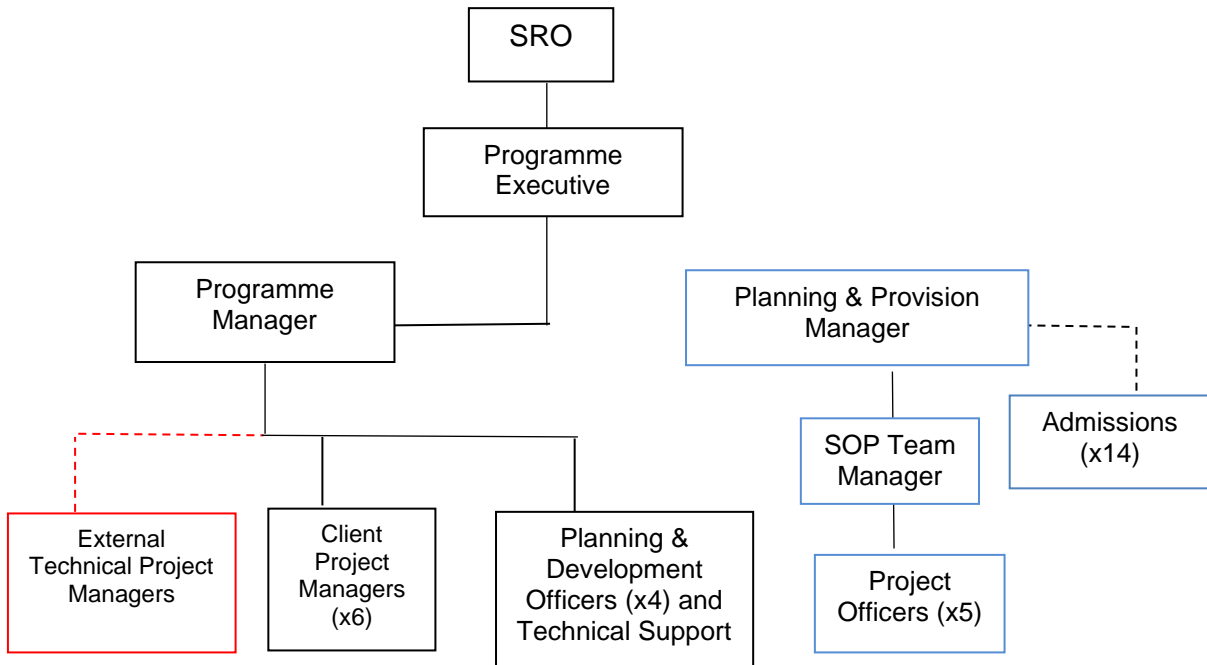 SRO
Programme
Executive
Programme
Manager
Planning & Provision
Manager
Admissions
(x14)
SOP Team
Manager
External
Technical Project
Managers
Client
Project
Managers
(x6)
Planning &
Development
Officers (x4) and
Technical Support
Project
Officers (x5)